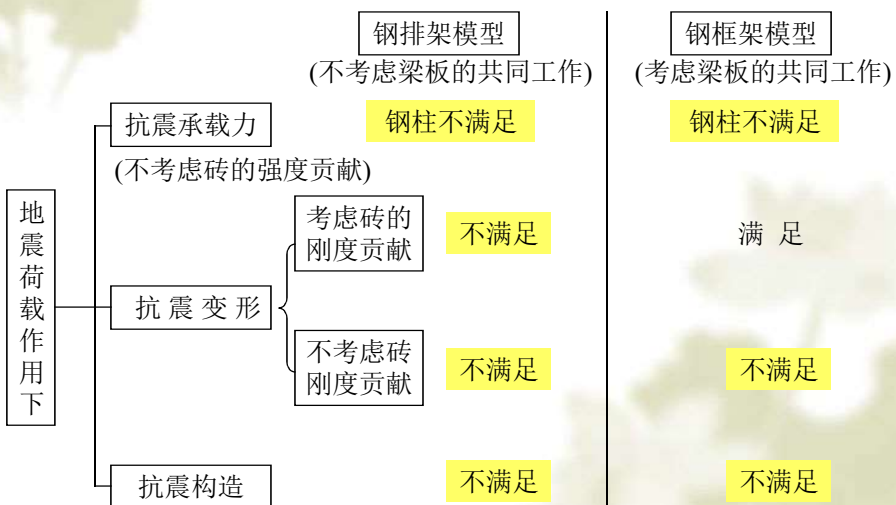 钢排架模型
(不考虑梁板的共同工作)
钢框架模型
(考虑梁板的共同工作)
地震荷载作用下
抗震承载力
(不考虑砖的强度贡献)
钢柱不满足
钢柱不满足
抗震变形
考虑砖的
刚度贡献
不满足
满 足
不考虑砖
刚度贡献
不满足
不满足
抗震构造
不满足
不满足